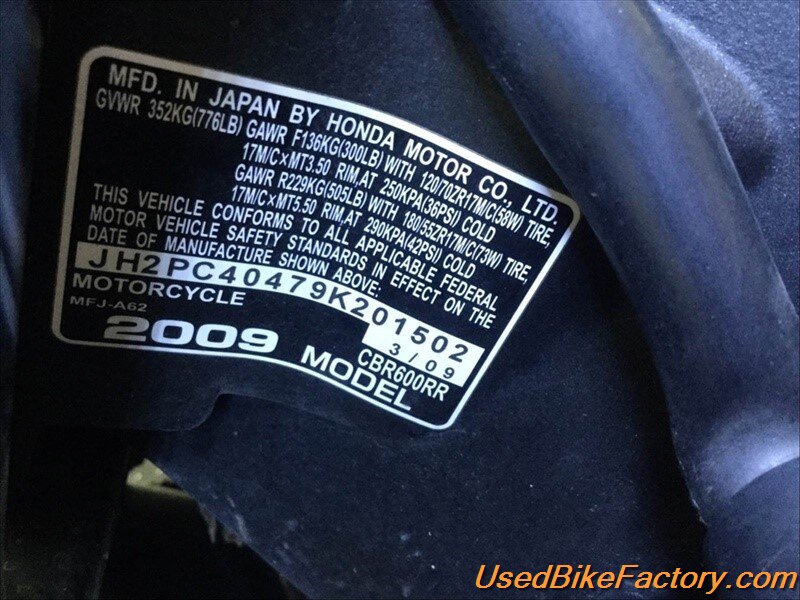 MFD. IN JAPAN BY HONDA MOTOR CO., LTD.
GVWR 352KG(776LB) GAWR F136KG(300LB) WITH 120/70ZR17M/C(58W) TIRE,
17M/C×MT3.50 RIM,AT 250KPA(36PSI) COLD
GAWR R229KG(505LB) WITH 180/55ZR17M/C(73W) TIRE,
17M/C×MT5.50 RIM,AT 290KPA(42PSI) COLD
THIS VEHICLE CONFORMS TO ALL APPLICABLE FEDERAL
MOTOR VEHICLE SAFETY STANDARDS IN EFFECT ON THE
DATE OF MANUFACTURE SHOWN ABOVE.
JH2PC40479K201502
MOTORCYCLE
3/09
MFJ-A62
CBR600RR
2009 MODEL
UsedBikeFactory.com